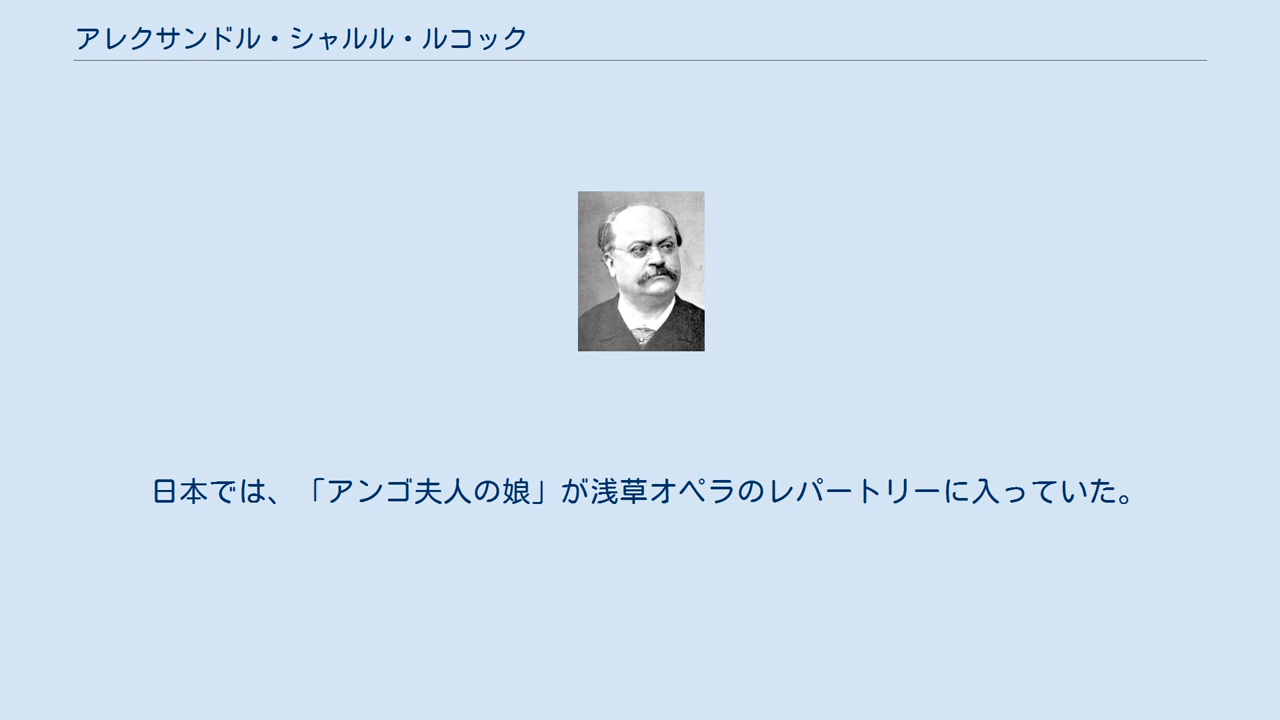 アレクサンドル・シャルル・ルコック
日本では、「アンゴ夫人の娘」が浅草オペラのレパートリーに入っていた。